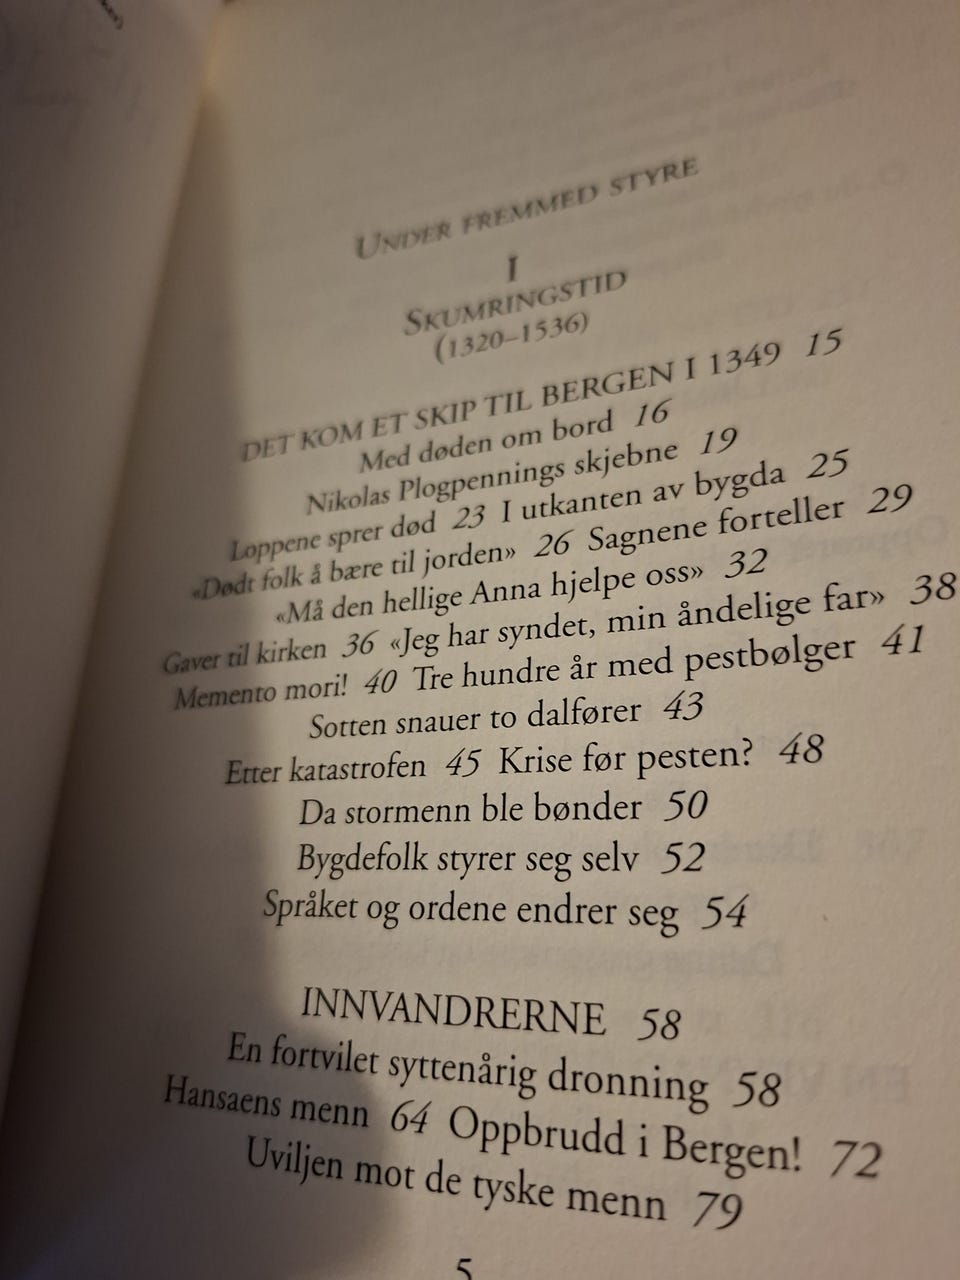 UNDER FREMMED STYRE
I
SKUMRINGSTID
(1320–1536)
DET KOM ET SKIP TIL BERGEN I 1349 15
Med døden om bord 16
Nikolas Plogpennings skjebne 19
Loppene sprer død 23 I utkanten av bygda 25
«Dødt folk å bære til jorden» 26 Sagnene forteller 29
«Må den hellige Anna hjelpe oss» 32
Gaver til kirken 36 «Jeg har syndet, min åndelige far» 38
Memento mori! 40 Tre hundre år med pestbølger 41
Sotten snauer to dalfører 43
Etter katastrofen 45 Krise før pesten? 48
Da stormenn ble bønder 50
Bygdefolk styrer seg selv 52
Språket og ordene endrer seg 54
INNVANDRERNE 58
En fortvilet syttenårig dronning 58
Hansaens menn 64 Oppbrudd i Bergen! 72
Uviljen mot de tyske menn 79
5